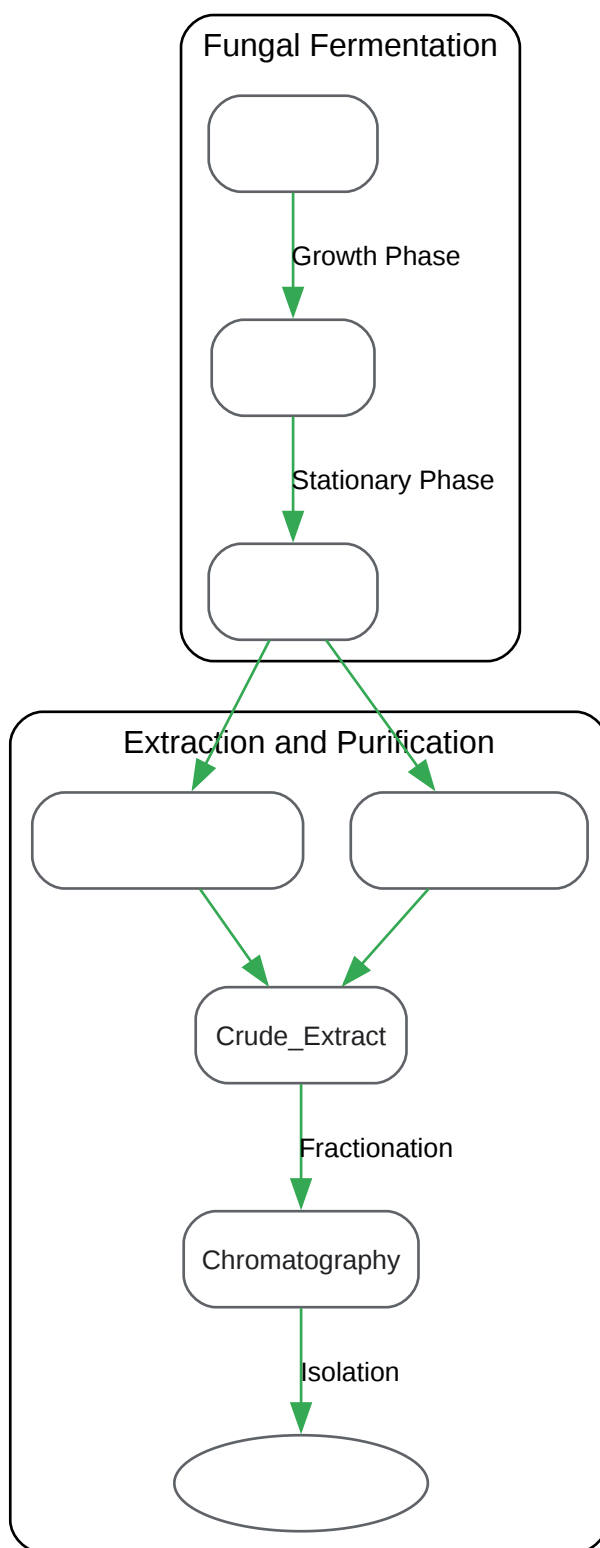 Fungal Fermentation
Growth Phase
Stationary Phase
Extraction and Purification
Crude_Extract
Fractionation
Chromatography
Isolation